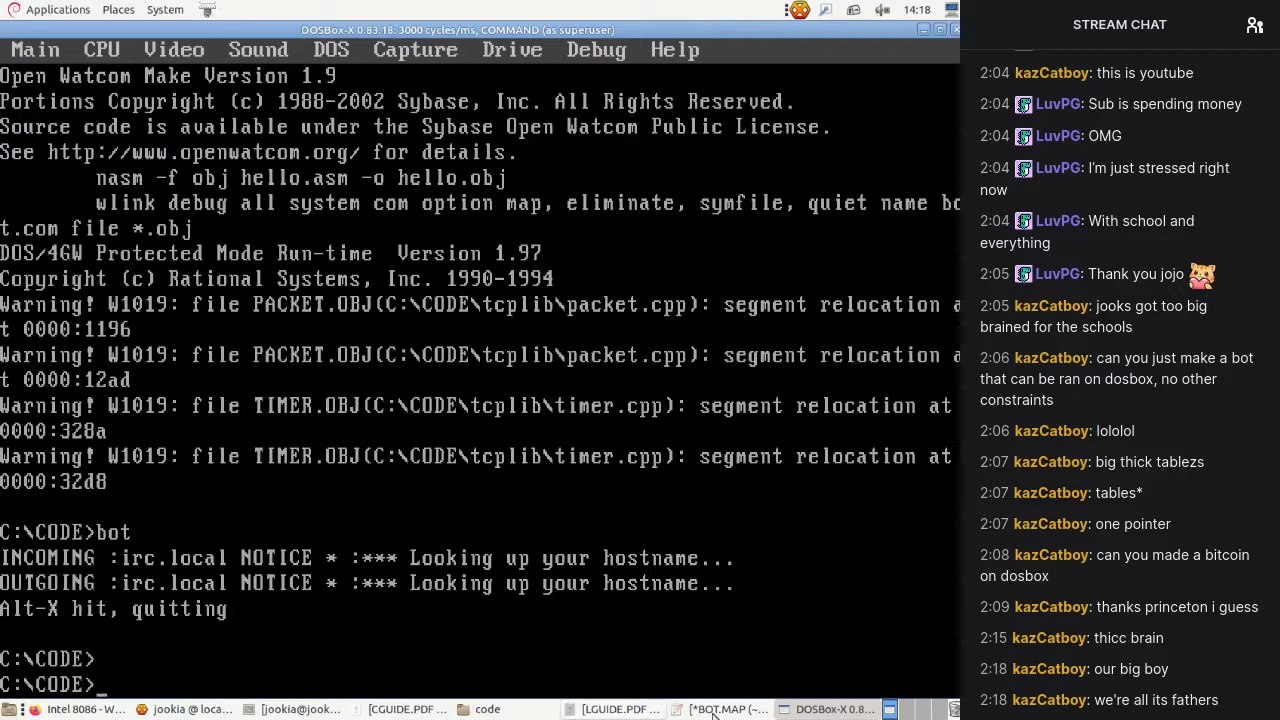 Applications Places System 14:18
DOSBox-X 0.83.18: 3000 cycles/ms, COMMAND (as superuser)
Main CPU Video Sound DOS Capture Drive Debug Help
Open Watcom Make Version 1.9
Portions Copyright (c) 1988-2002 Sybase, Inc. All Rights Reserved.
Source code is available under the Sybase Open Watcom Public License.
See http://www.openwatcom.org/ for details.
nasm -f obj hello.asm -o hello.obj
wlink debug all system com option map, eliminate, symfile, quiet name bo
t.com file *.obj
DOS/4GW Protected Mode Run-time  Version 1.97
Copyright (c) Rational Systems, Inc. 1990-1994
Warning! W1019: file PACKET.OBJ(C:\CODE\tcplib\packet.cpp): segment relocation a
t 0000:1196
Warning! W1019: file PACKET.OBJ(C:\CODE\tcplib\packet.cpp): segment relocation a
t 0000:12ad
Warning! W1019: file TIMER.OBJ(C:\CODE\tcplib\timer.cpp): segment relocation at
0000:328a
Warning! W1019: file TIMER.OBJ(C:\CODE\tcplib\timer.cpp): segment relocation at
0000:32d8
C:\CODE>bot
INCOMING :irc.local NOTICE * :*** Looking up your hostname...
OUTGOING :irc.local NOTICE * :*** Looking up your hostname...
Alt-X hit, quitting
C:\CODE>
C:\CODE>_
Intel 8086 - W... jookia @ loca... [jookia@jook... [CGUIDE.PDF ... code [LGUIDE.PDF ... [*BOT.MAP (~... DOSBox-X 0.8...
STREAM CHAT
2:04 kazCatboy: this is youtube
2:04 LuvPG: Sub is spending money
2:04 LuvPG: OMG
2:04 LuvPG: I'm just stressed right
now
2:04 LuvPG: With school and
everything
2:05 LuvPG: Thank you jojo
2:05 kazCatboy: jooks got too big
brained for the schools
2:06 kazCatboy: can you just make a bot
that can be ran on dosbox, no other
constraints
2:06 kazCatboy: lololol
2:07 kazCatboy: big thick tablezs
2:07 kazCatboy: tables*
2:07 kazCatboy: one pointer
2:08 kazCatboy: can you made a bitcoin
on dosbox
2:09 kazCatboy: thanks princeton i guess
2:15 kazCatboy: thicc brain
2:18 kazCatboy: our big boy
2:18 kazCatboy: we're all its fathers